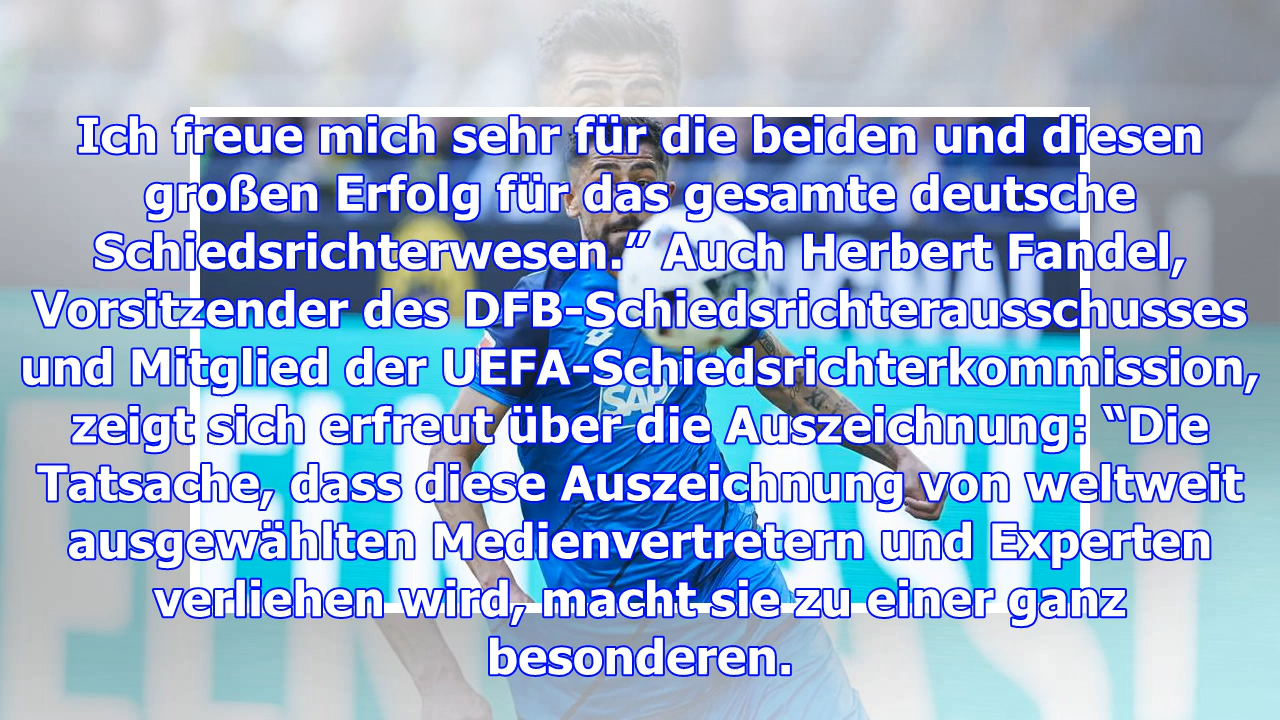 Ich freue mich sehr für die beiden und diesen
großen Erfolg für das gesamte deutsche
Schiedsrichterwesen.” Auch Herbert Fandel,
Vorsitzender des DFB-Schiedsrichterausschusses
und Mitglied der UEFA-Schiedsrichterkommission,
zeigt sich erfreut über die Auszeichnung: “Die
Tatsache, dass diese Auszeichnung von weltweit
ausgewählten Medienvertretern und Experten
verliehen wird, macht sie zu einer ganz
besonderen.
SAP